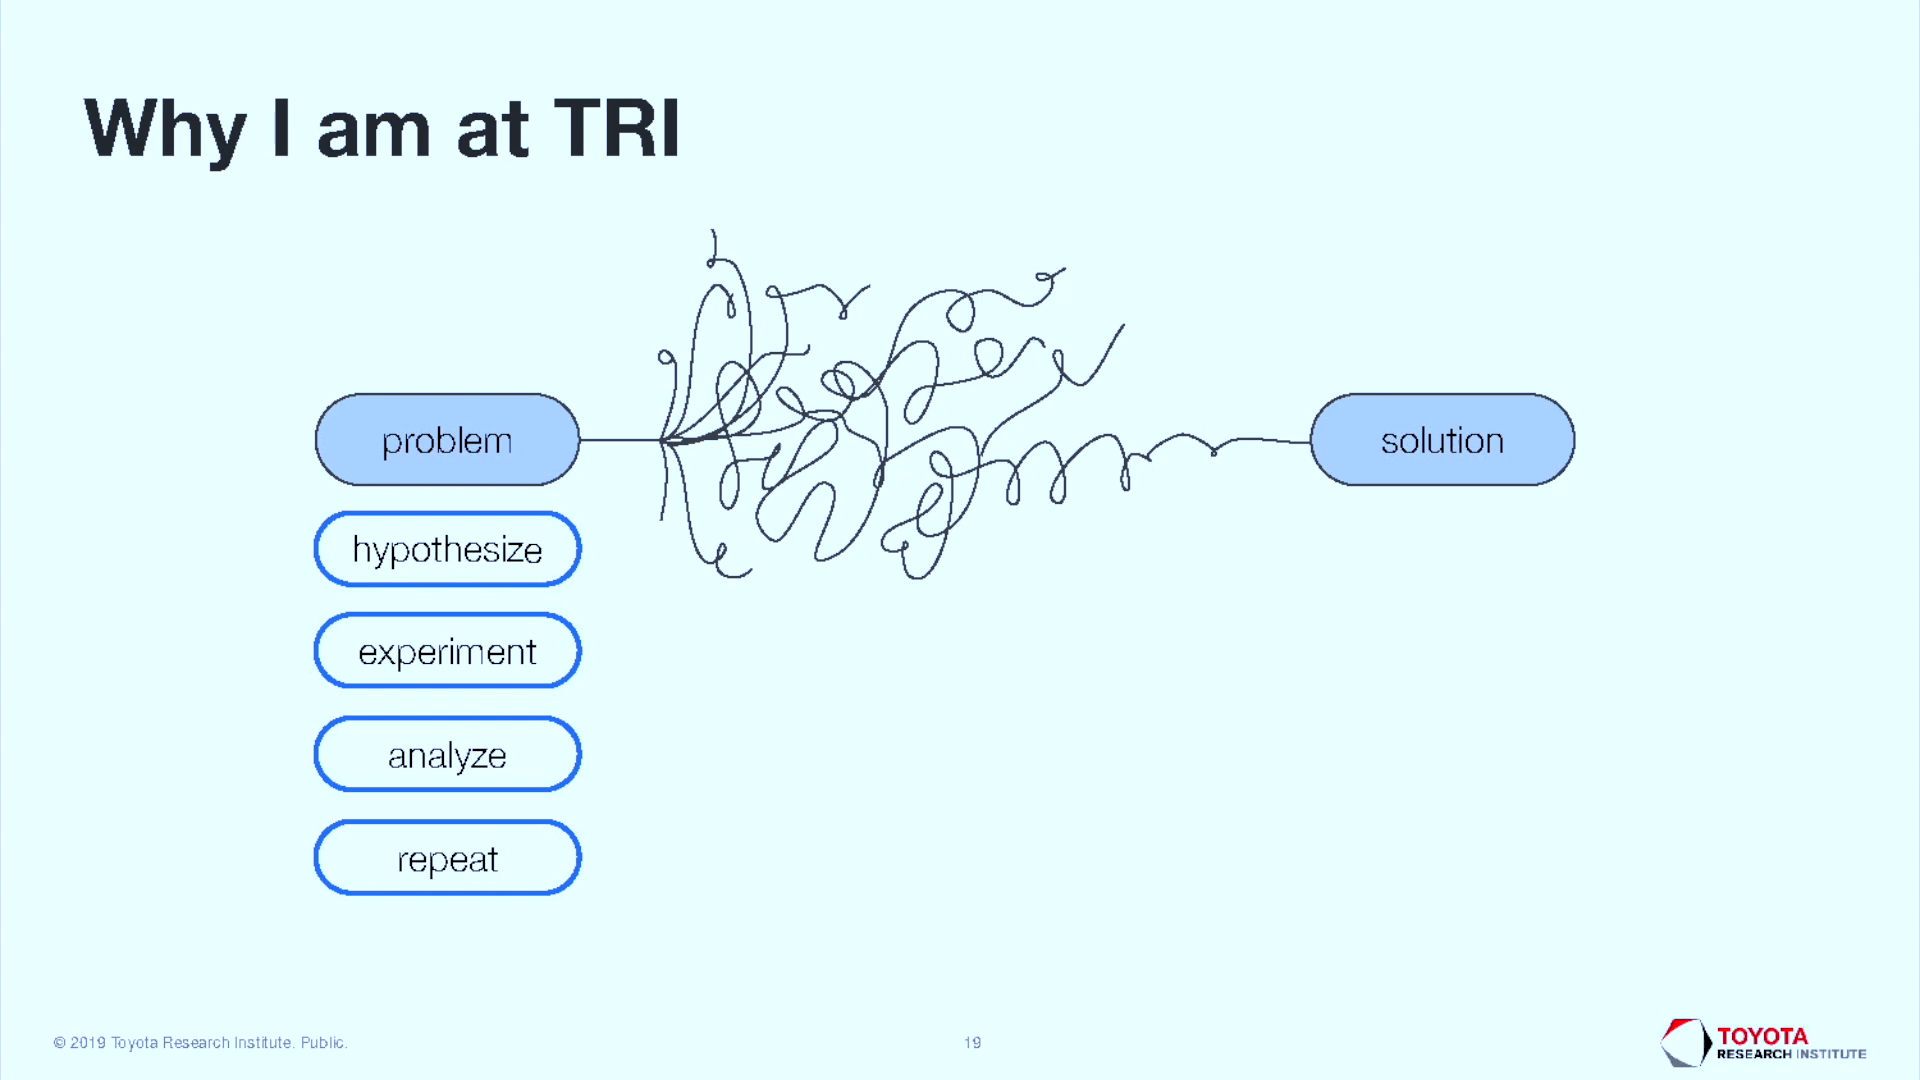 Why I am at TRI
problem
solution
hypothesize
experiment
analyze
repeat
© 2019 Toyota Research Institute. Public.
19
TOYOTA
RESEARCH INSTITUTE